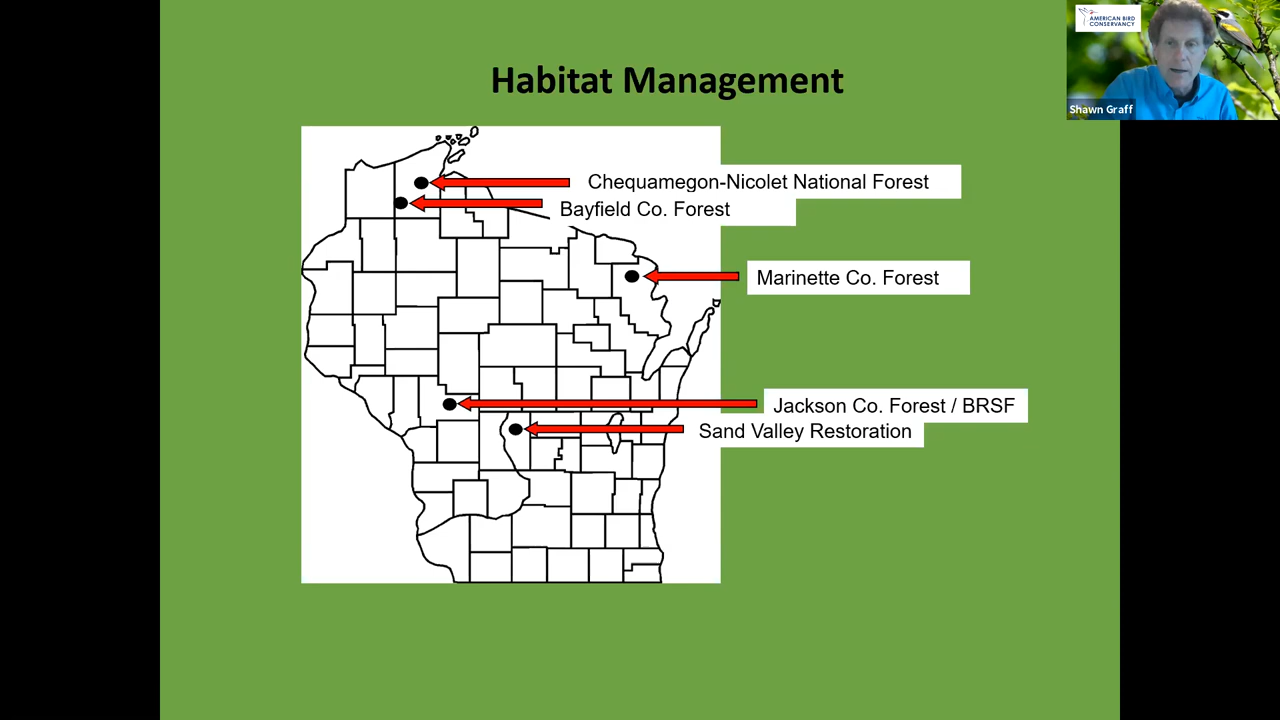 Habitat Management
AMERICAN BIRD
CONSERVANCY
Shawn Graff
Chequamegon-Nicolet National Forest
Bayfield Co. Forest
Marinette Co. Forest
Jackson Co. Forest / BRSF
Sand Valley Restoration